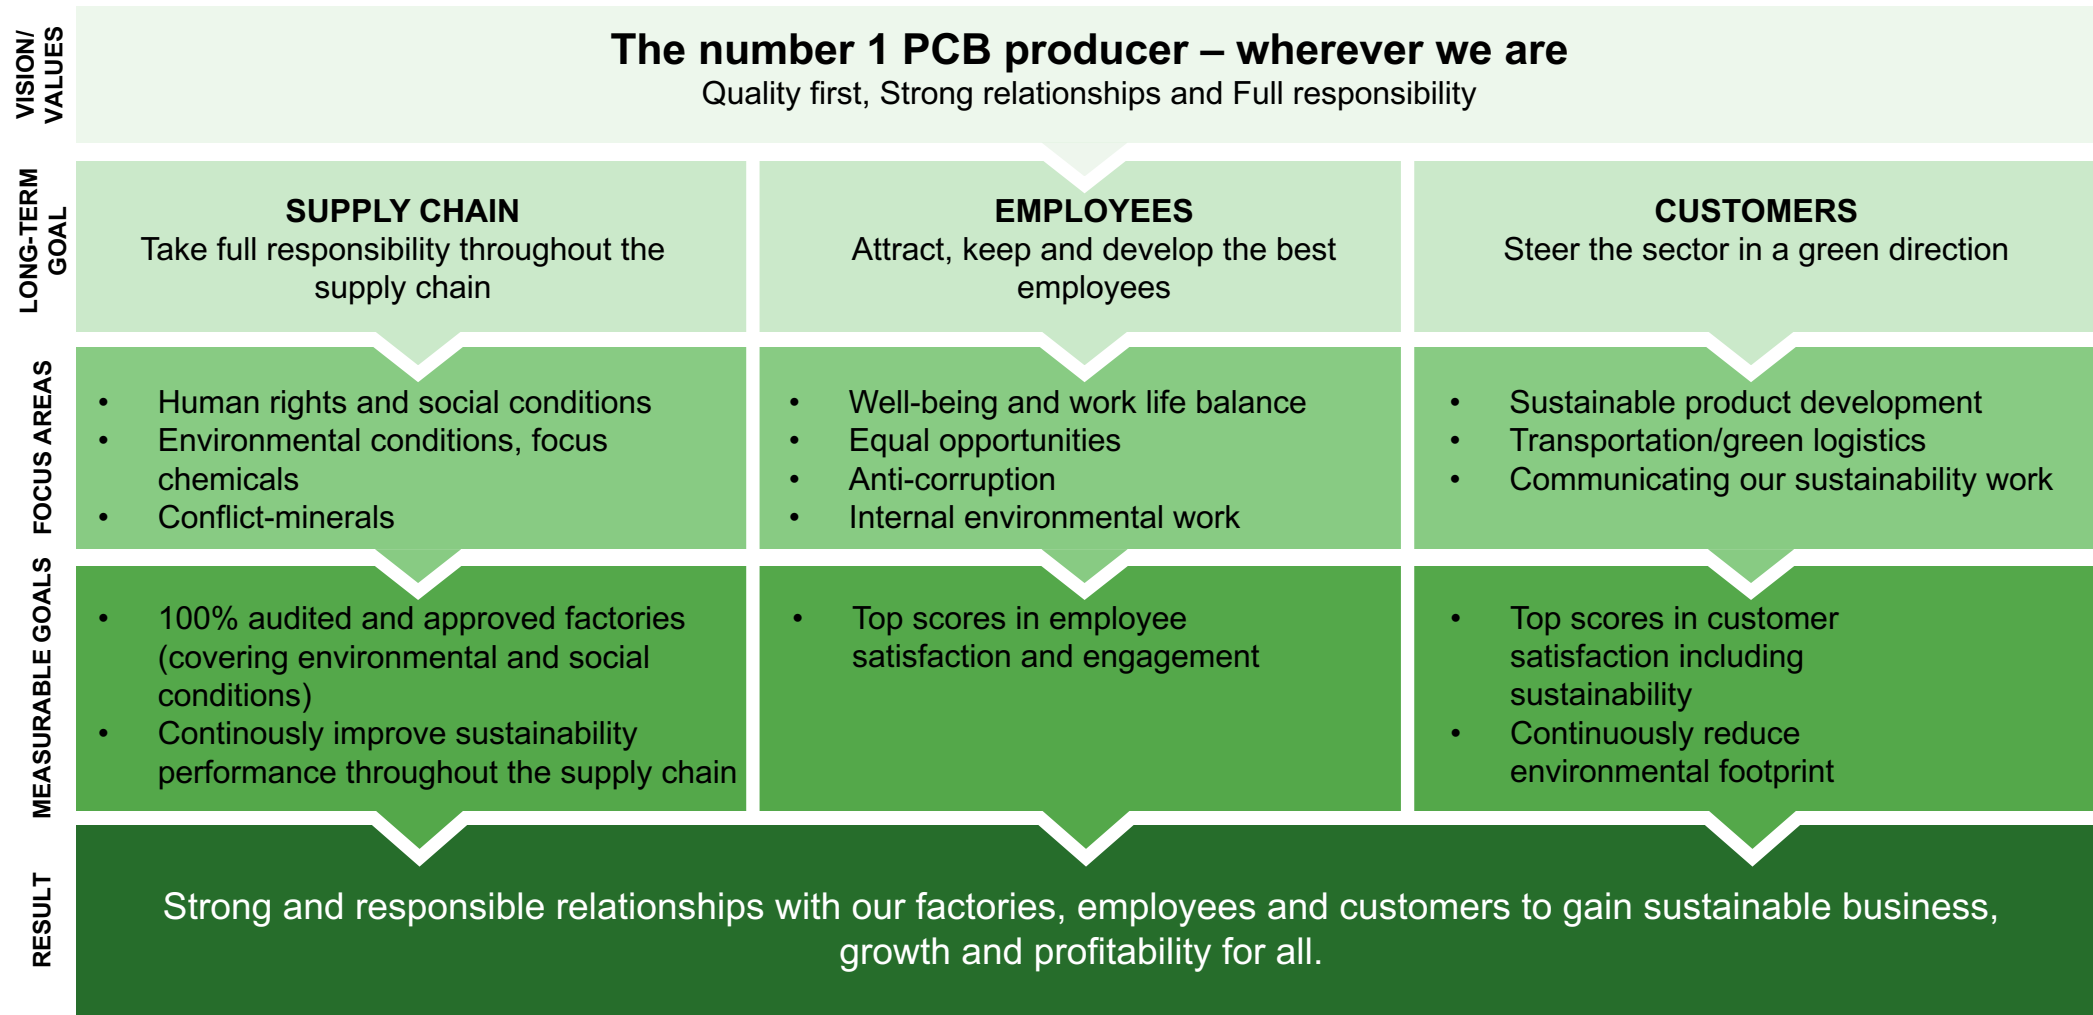 VISION/
VALUES
The number 1 PCB producer – wherever we are
Quality first, Strong relationships and Full responsibility
LONG-TERM
GOAL
SUPPLY CHAIN
Take full responsibility throughout the
supply chain
EMPLOYEES
Attract, keep and develop the best
employees
CUSTOMERS
Steer the sector in a green direction
FOCUS AREAS
• Human rights and social conditions
• Environmental conditions, focus
chemicals
• Conflict-minerals
• Well-being and work life balance
• Equal opportunities
• Anti-corruption
• Internal environmental work
• Sustainable product development
• Transportation/green logistics
• Communicating our sustainability work
MEASURABLE GOALS
• 100% audited and approved factories
(covering environmental and social
conditions)
• Continously improve sustainability
performance throughout the supply chain
• Top scores in employee
satisfaction and engagement
• Top scores in customer
satisfaction including
sustainability
• Continuously reduce
environmental footprint
RESULT
Strong and responsible relationships with our factories, employees and customers to gain sustainable business,
growth and profitability for all.